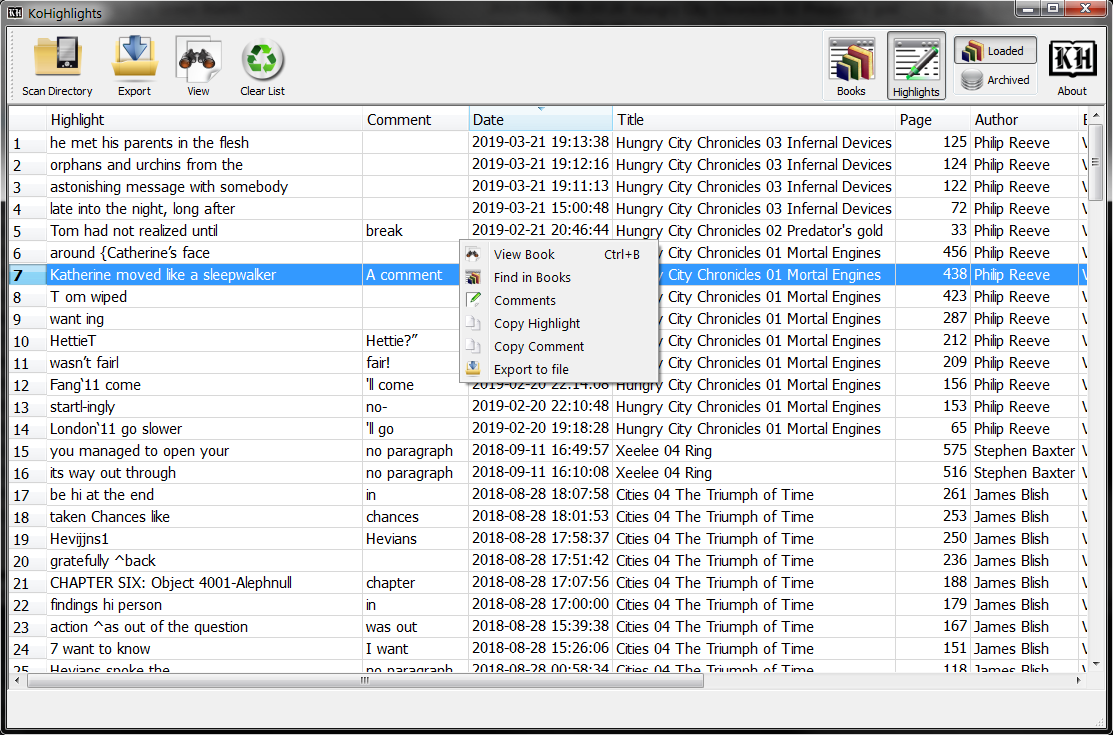 KoHighlights
Scan Directory Export View Clear List Books Highlights Loaded Archived KH About
Highlight Comment Date Title Page Author
1 he met his parents in the flesh 2019-03-21 19:13:38 Hungry City Chronicles 03 Infernal Devices 125 Philip Reeve
2 orphans and urchins from the 2019-03-21 19:12:16 Hungry City Chronicles 03 Infernal Devices 124 Philip Reeve
3 astonishing message with somebody 2019-03-21 19:11:13 Hungry City Chronicles 03 Infernal Devices 122 Philip Reeve
4 late into the night, long after 2019-03-21 15:00:48 Hungry City Chronicles 03 Infernal Devices 72 Philip Reeve
5 Tom had not realized until break 2019-02-21 20:46:44 Hungry City Chronicles 02 Predator's gold 33 Philip Reeve
6 around {Catherine’s face y City Chronicles 01 Mortal Engines 456 Philip Reeve
7 Katherine moved like a sleepwalker A comment y City Chronicles 01 Mortal Engines 438 Philip Reeve
8 T om wiped y City Chronicles 01 Mortal Engines 423 Philip Reeve
9 want ing y City Chronicles 01 Mortal Engines 287 Philip Reeve
10 HettieT Hettie?” y City Chronicles 01 Mortal Engines 212 Philip Reeve
11 wasn’t fairl fair! y City Chronicles 01 Mortal Engines 209 Philip Reeve
12 Fang‘11 come 'll come 2019-02-20 22:14:08 Hungry City Chronicles 01 Mortal Engines 156 Philip Reeve
13 startl-ingly no- 2019-02-20 22:10:48 Hungry City Chronicles 01 Mortal Engines 153 Philip Reeve
14 London‘11 go slower 'll go 2019-02-20 19:18:28 Hungry City Chronicles 01 Mortal Engines 65 Philip Reeve
15 you managed to open your no paragraph 2018-09-11 16:49:57 Xeelee 04 Ring 575 Stephen Baxter
16 its way out through no paragraph 2018-09-11 16:10:08 Xeelee 04 Ring 516 Stephen Baxter
17 be hi at the end in 2018-08-28 18:07:58 Cities 04 The Triumph of Time 261 James Blish
18 taken Chances like chances 2018-08-28 18:01:53 Cities 04 The Triumph of Time 253 James Blish
19 Hevijjns1 Hevians 2018-08-28 17:58:37 Cities 04 The Triumph of Time 250 James Blish
20 gratefully ^back 2018-08-28 17:51:42 Cities 04 The Triumph of Time 236 James Blish
21 CHAPTER SIX: Object 4001-Alephnull chapter 2018-08-28 17:07:56 Cities 04 The Triumph of Time 188 James Blish
22 findings hi person in 2018-08-28 17:00:00 Cities 04 The Triumph of Time 179 James Blish
23 action ^as out of the question was out 2018-08-28 15:39:38 Cities 04 The Triumph of Time 167 James Blish
24 7 want to know I want 2018-08-28 15:26:06 Cities 04 The Triumph of Time 151 James Blish
25 Hevians spoke the no paragraph 2018-08-28 00:58:34 Cities 04 The Triumph of Time 118 James Blish
View Book Ctrl+B
Find in Books
Comments
Copy Highlight
Copy Comment
Export to file